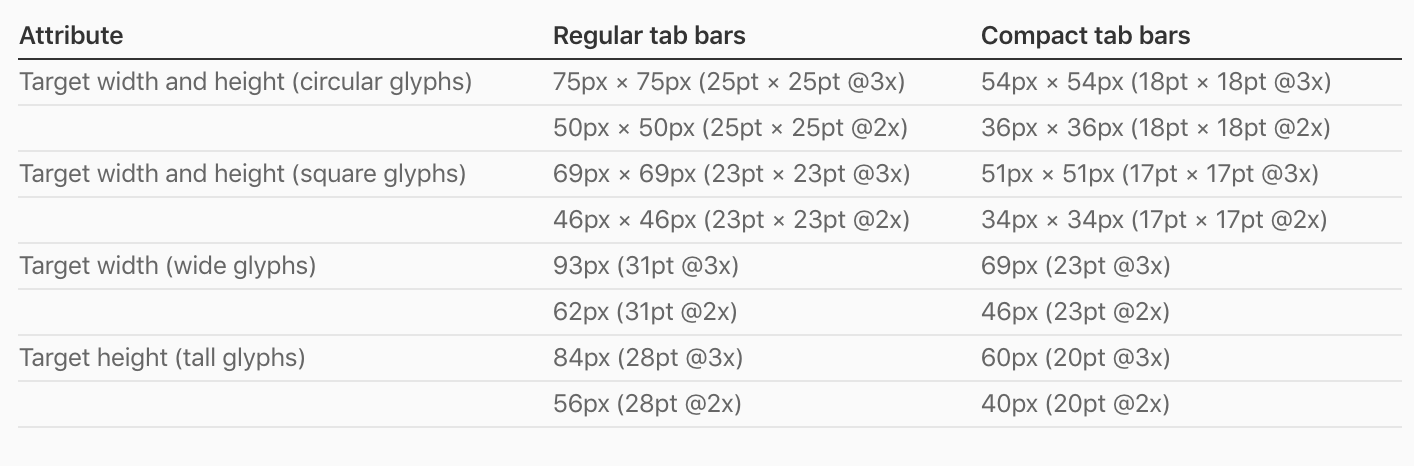 Attribute Regular tab bars Compact tab bars
Target width and height (circular glyphs) 75px × 75px (25pt × 25pt @3x) 54px × 54px (18pt × 18pt @3x)
50px × 50px (25pt × 25pt @2x) 36px × 36px (18pt × 18pt @2x)
Target width and height (square glyphs) 69px × 69px (23pt × 23pt @3x) 51px × 51px (17pt × 17pt @3x)
46px × 46px (23pt × 23pt @2x) 34px × 34px (17pt × 17pt @2x)
Target width (wide glyphs) 93px (31pt @3x) 69px (23pt @3x)
62px (31pt @2x) 46px (23pt @2x)
Target height (tall glyphs) 84px (28pt @3x) 60px (20pt @3x)
56px (28pt @2x) 40px (20pt @2x)